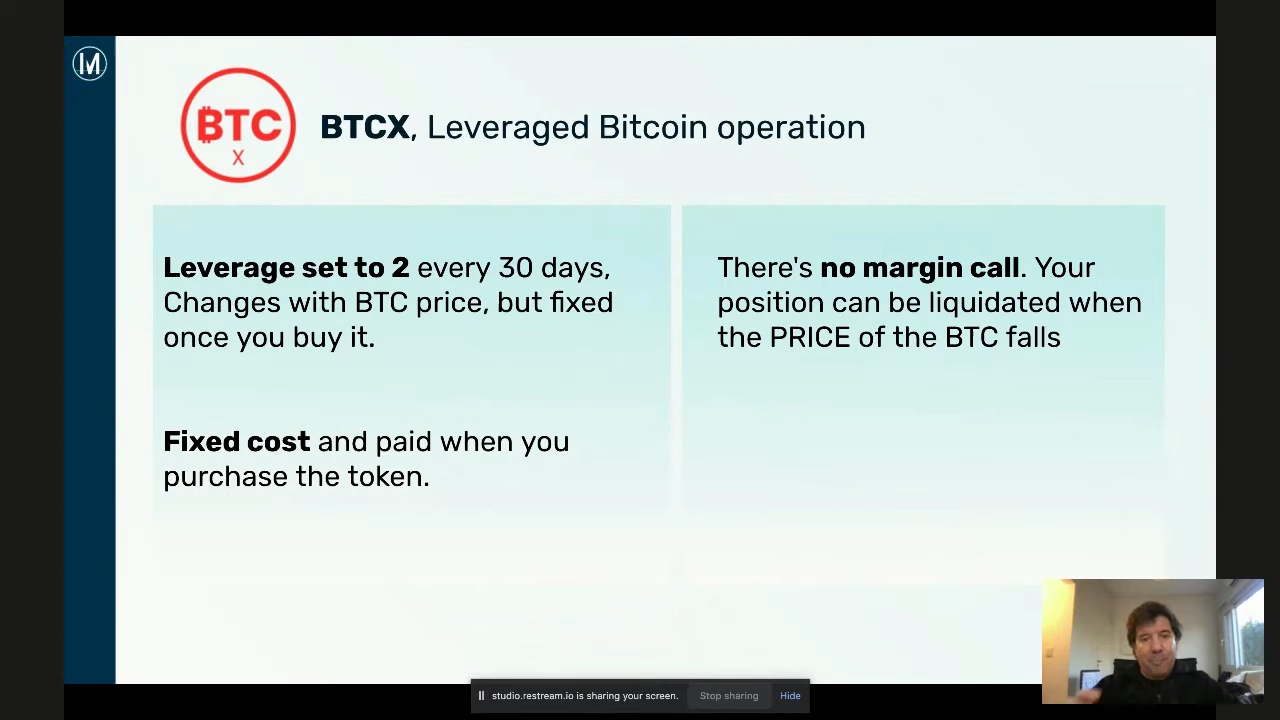 M
BTC
X
BTCX, Leveraged Bitcoin operation
Leverage set to 2 every 30 days,
Changes with BTC price, but fixed
once you buy it.
Fixed cost and paid when you
purchase the token.
There's no margin call. Your
position can be liquidated when
the PRICE of the BTC falls
studio.restream.io is sharing your screen.
Stop sharing
Hide